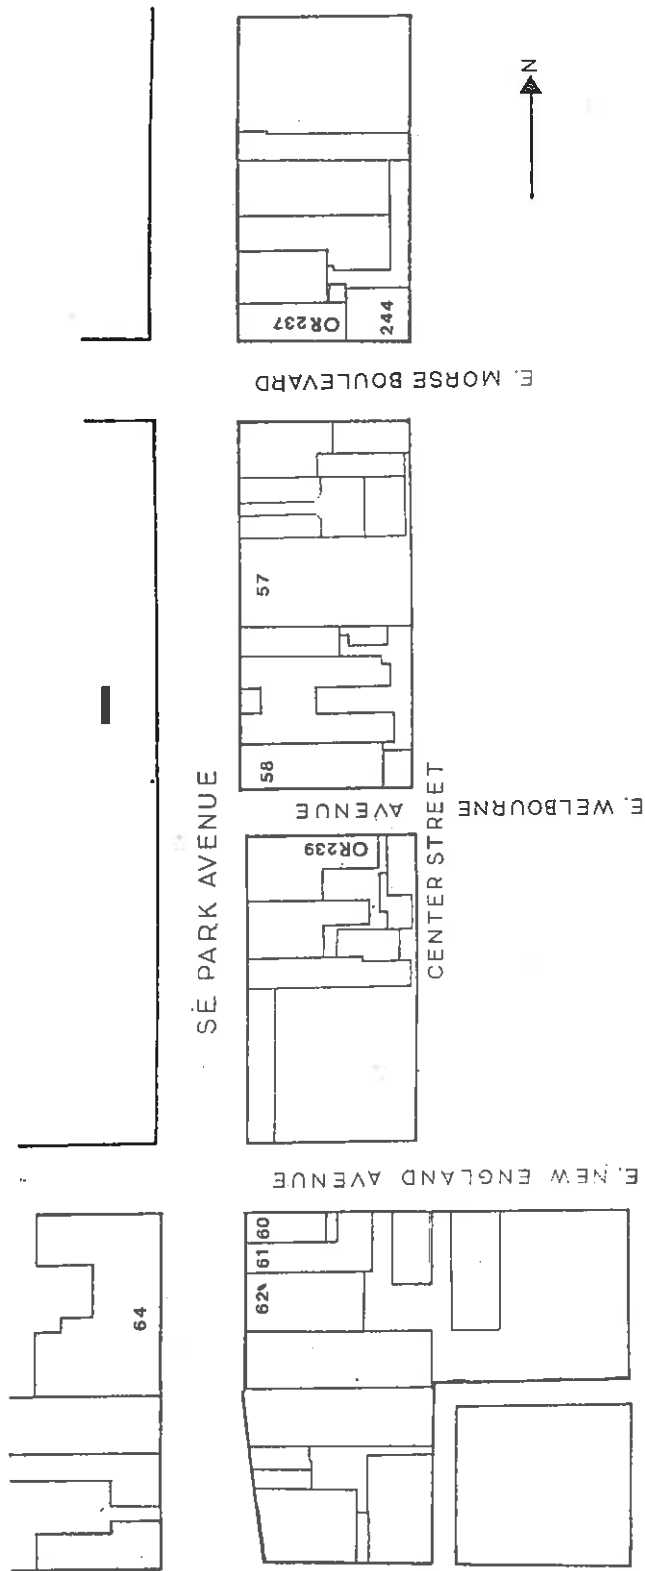 N
OR237
244
E. MORSE BOULEVARD
57
58
SE PARK AVENUE
E. WELBOURNE AVENUE
CENTER STREET
OR239
E. NEW ENGLAND AVENUE
60
61
62
64